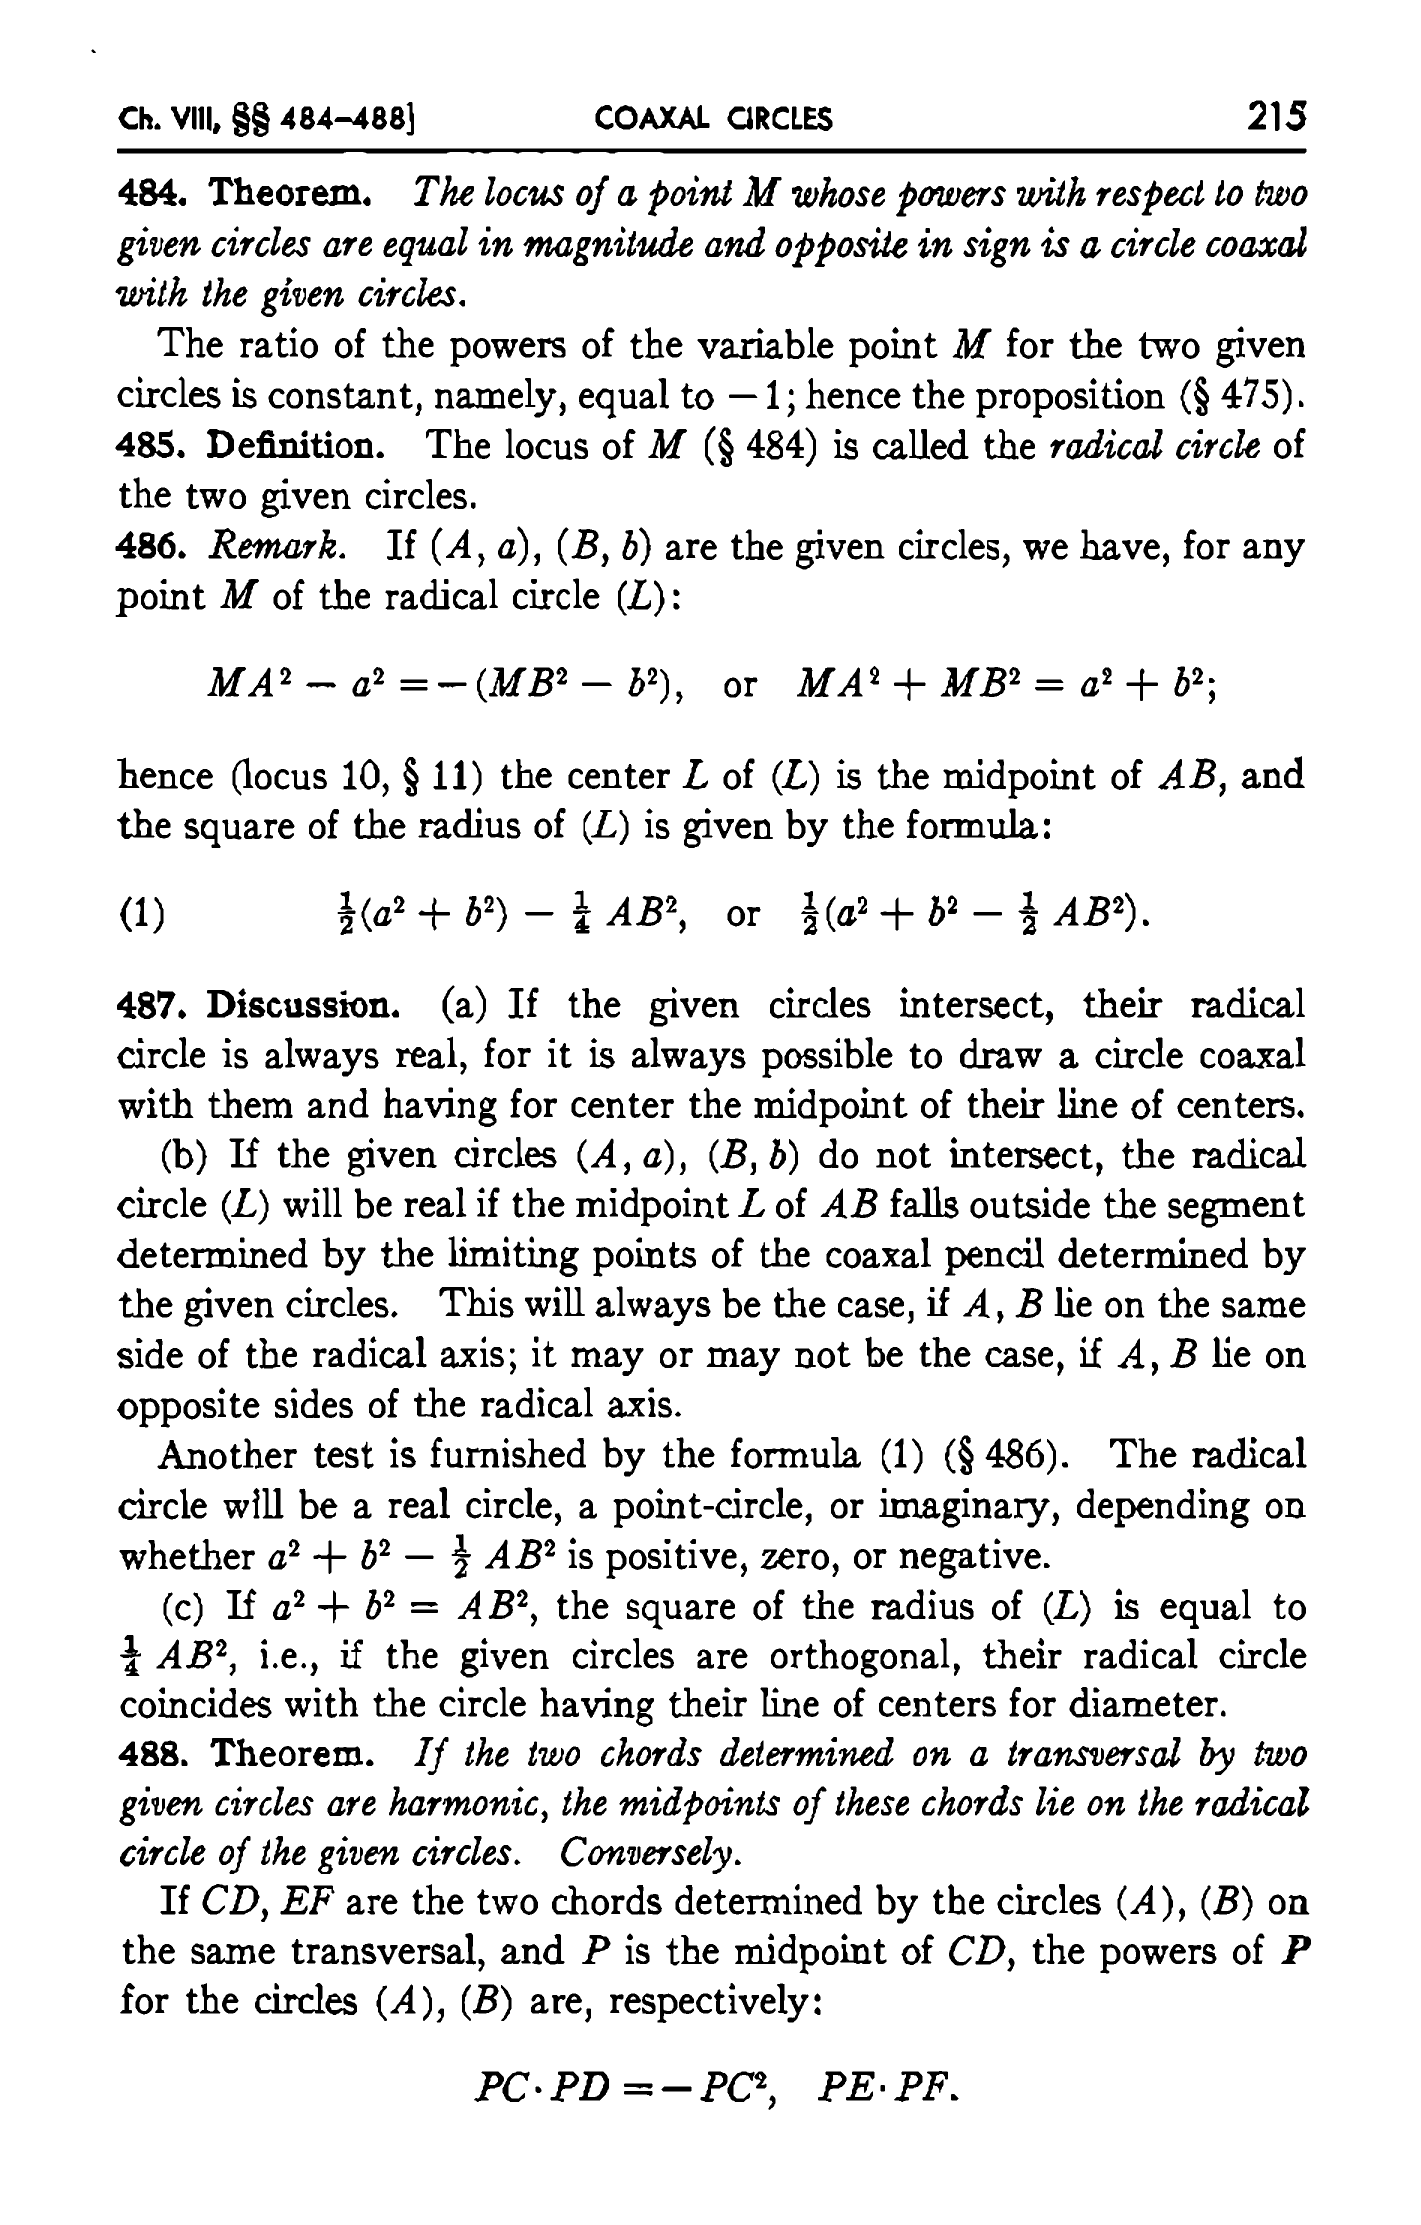 Ch. VIII, §§ 484–488] COAXAL CIRCLES 215
484. Theorem. The locus of a point M whose powers with respect to two
given circles are equal in magnitude and opposite in sign is a circle coaxal
with the given circles.
The ratio of the powers of the variable point M for the two given
circles is constant, namely, equal to − 1; hence the proposition (§ 475).
485. Definition. The locus of M (§ 484) is called the radical circle of
the two given circles.
486. Remark. If (A, a), (B, b) are the given circles, we have, for any
point M of the radical circle (L):
MA² − a² = − (MB² − b²), or MA² + MB² = a² + b²;
hence (locus 10, § 11) the center L of (L) is the midpoint of AB, and
the square of the radius of (L) is given by the formula:
(1) ½(a² + b²) − ¼ AB², or ½(a² + b² − ½ AB²).
487. Discussion. (a) If the given circles intersect, their radical
circle is always real, for it is always possible to draw a circle coaxal
with them and having for center the midpoint of their line of centers.
(b) If the given circles (A, a), (B, b) do not intersect, the radical
circle (L) will be real if the midpoint L of AB falls outside the segment
determined by the limiting points of the coaxal pencil determined by
the given circles. This will always be the case, if A, B lie on the same
side of the radical axis; it may or may not be the case, if A, B lie on
opposite sides of the radical axis.
Another test is furnished by the formula (1) (§ 486). The radical
circle will be a real circle, a point-circle, or imaginary, depending on
whether a² + b² − ½ AB² is positive, zero, or negative.
(c) If a² + b² = AB², the square of the radius of (L) is equal to
¼ AB², i.e., if the given circles are orthogonal, their radical circle
coincides with the circle having their line of centers for diameter.
488. Theorem. If the two chords determined on a transversal by two
given circles are harmonic, the midpoints of these chords lie on the radical
circle of the given circles. Conversely.
If CD, EF are the two chords determined by the circles (A), (B) on
the same transversal, and P is the midpoint of CD, the powers of P
for the circles (A), (B) are, respectively:
PC · PD = − PC², PE · PF.